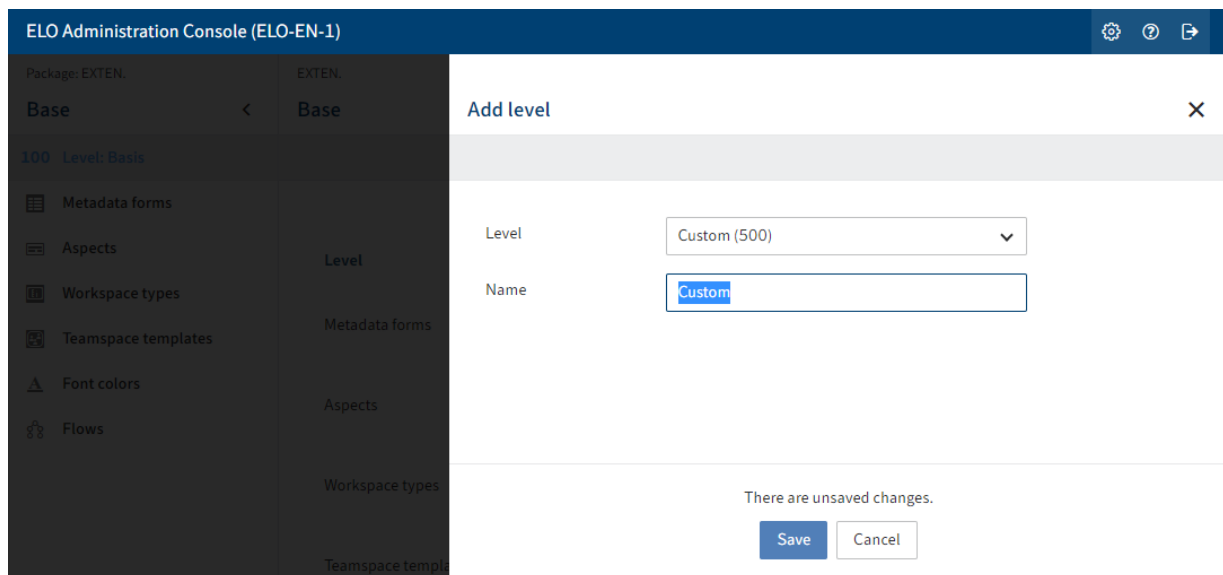 ELO Administration Console (ELO-EN-1)
Package: EXTEN.
Base
100 Level: Basis
Metadata forms
Aspects
Workspace types
Teamspace templates
Font colors
Flows
EXTEN.
Base
Level
Metadata forms
Aspects
Workspace types
Teamspace templa
Add level
Level
Custom (500)
Name
Custom
There are unsaved changes.
Save
Cancel